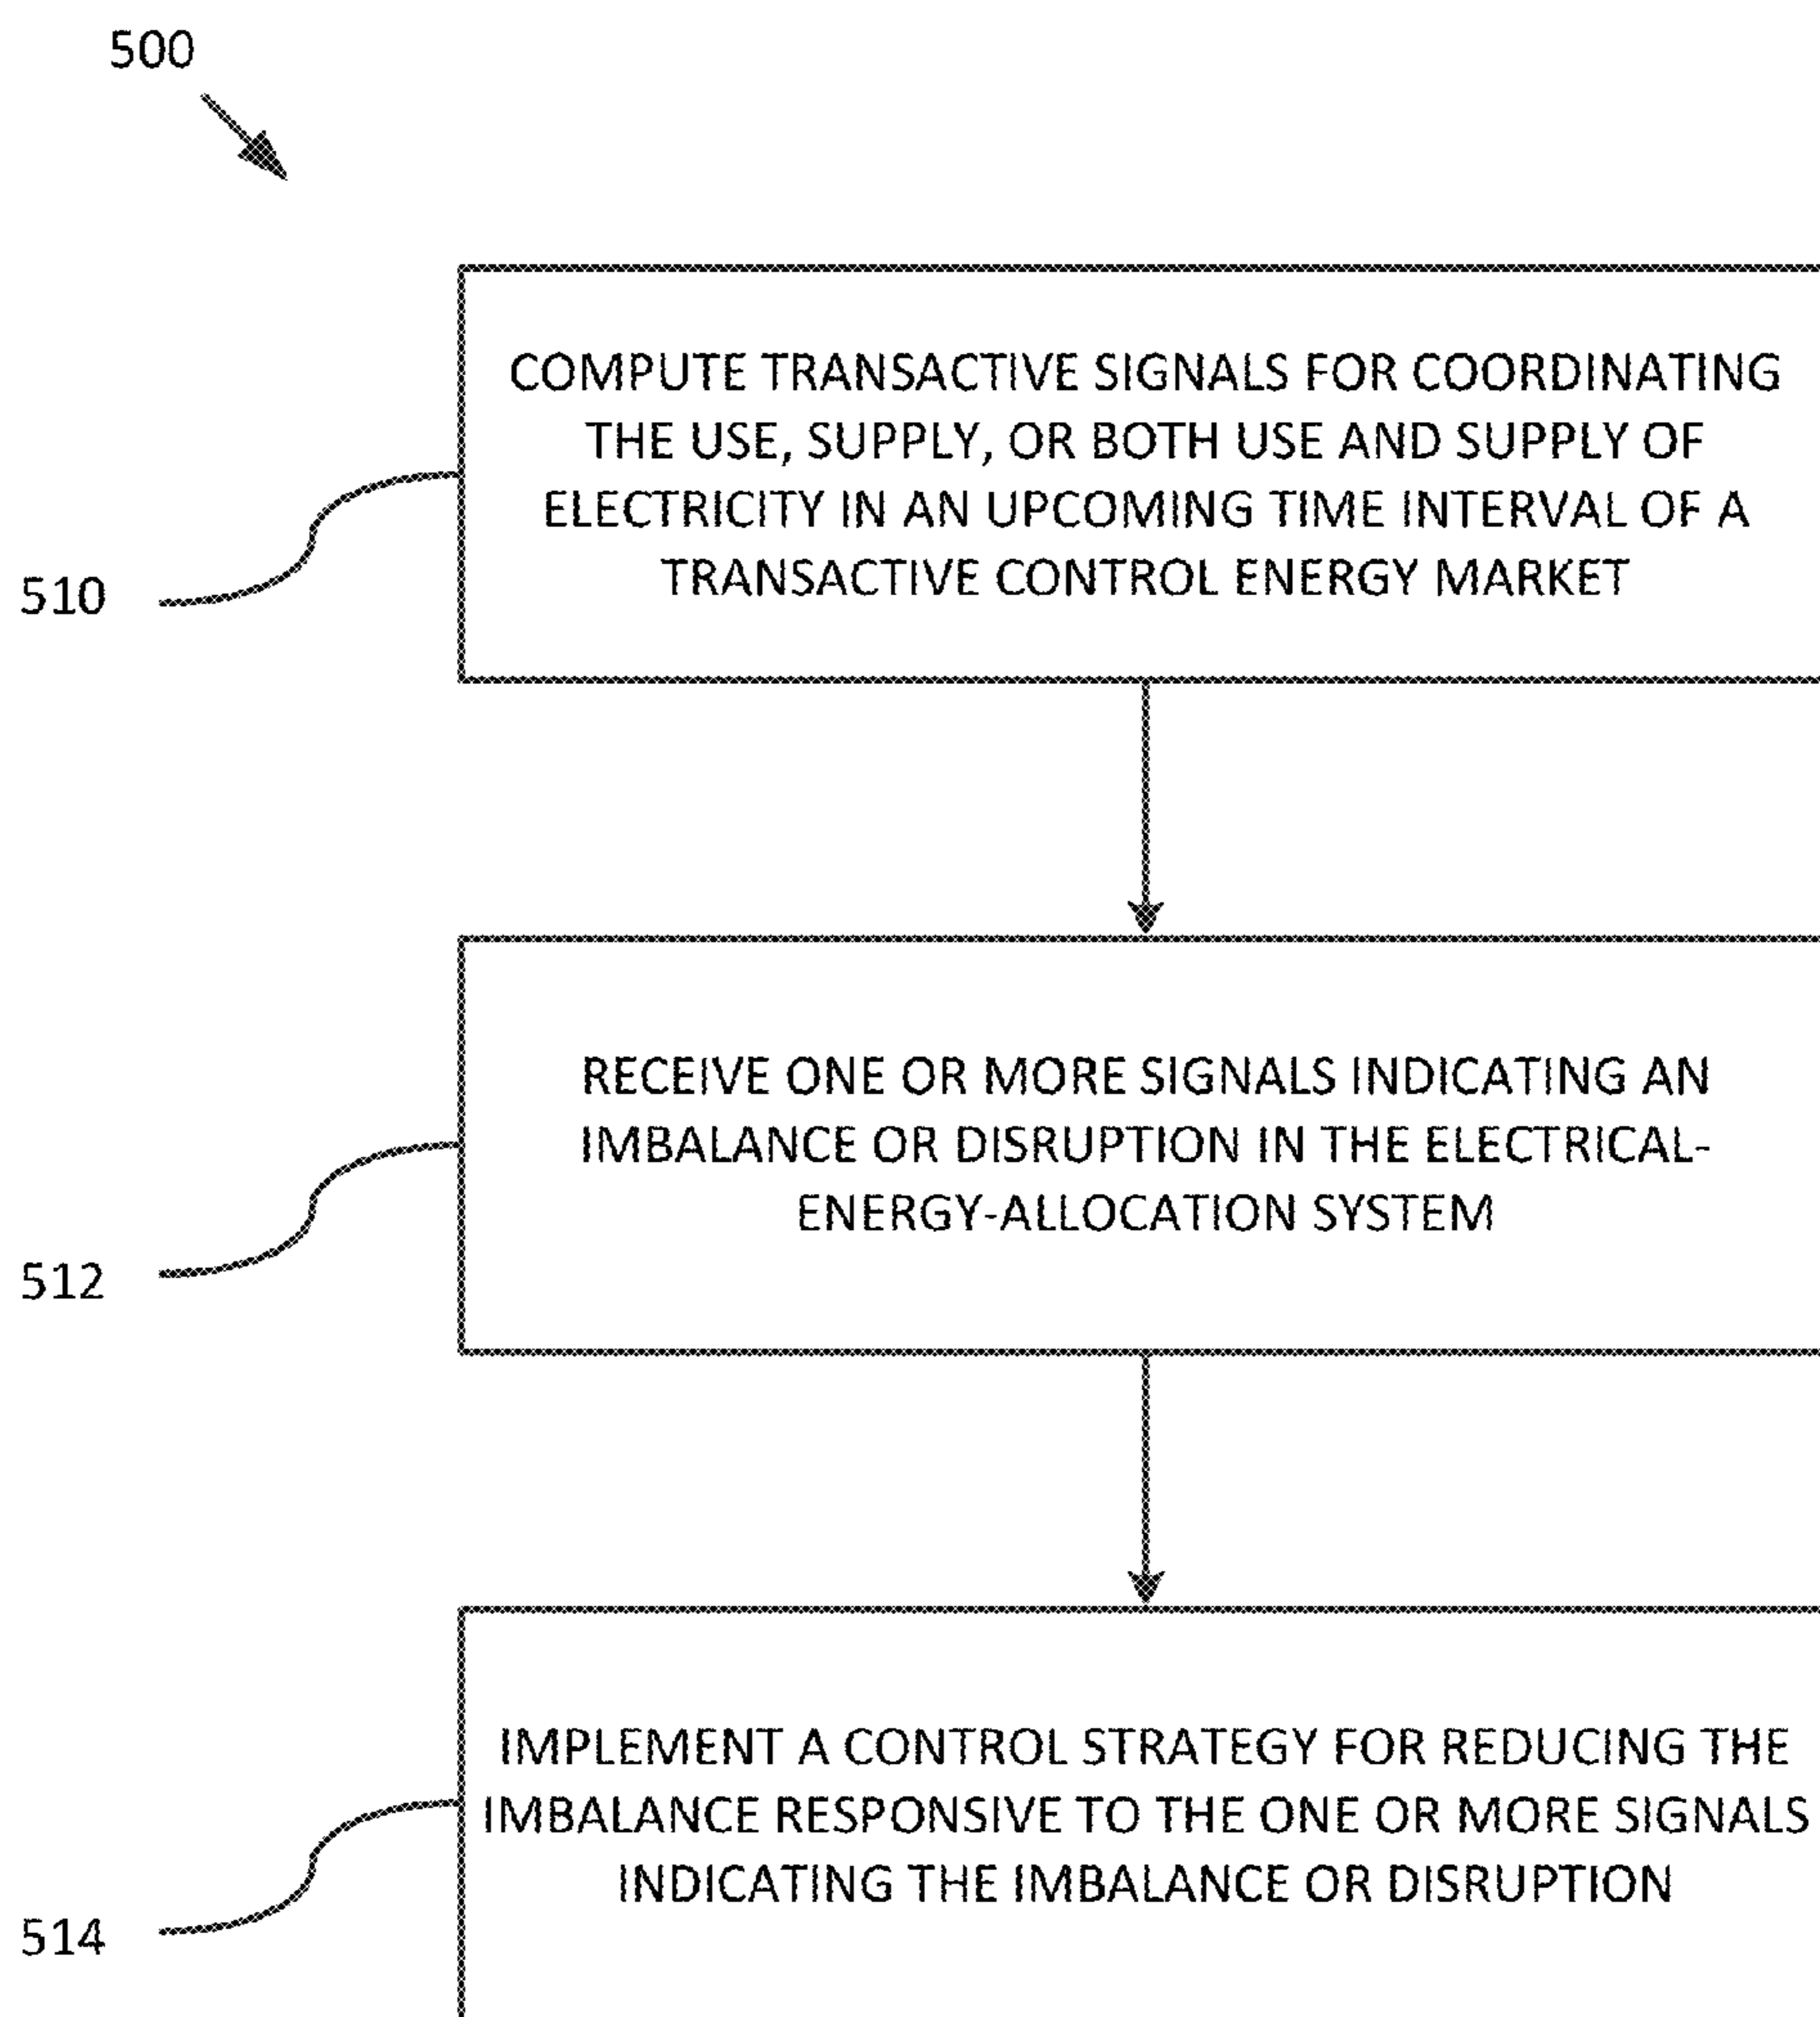 500
COMPUTE TRANSACTIVE SIGNALS FOR COORDINATING
THE USE, SUPPLY, OR BOTH USE AND SUPPLY OF
ELECTRICITY IN AN UPCOMING TIME INTERVAL OF A
TRANSACTIVE CONTROL ENERGY MARKET
510
RECEIVE ONE OR MORE SIGNALS INDICATING AN
IMBALANCE OR DISRUPTION IN THE ELECTRICAL-
ENERGY-ALLOCATION SYSTEM
512
IMPLEMENT A CONTROL STRATEGY FOR REDUCING THE
IMBALANCE RESPONSIVE TO THE ONE OR MORE SIGNALS
INDICATING THE IMBALANCE OR DISRUPTION
514